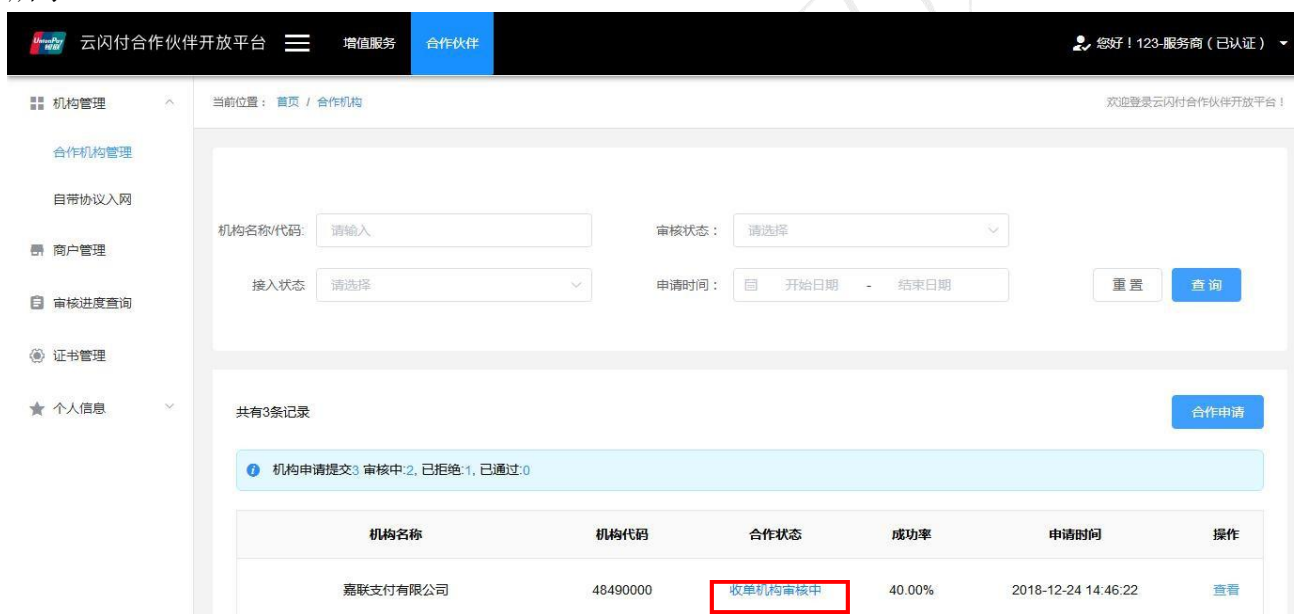 UnionPay 银联 云闪付合作伙伴开放平台 增值服务 合作伙伴 您好！123-服务商（已认证）
机构管理 当前位置： 首页 / 合作机构 欢迎登录云闪付合作伙伴开放平台！
合作机构管理
自带协议入网
机构名称/代码: 请输入 审核状态： 请选择
商户管理
接入状态 请选择 申请时间： 开始日期 - 结束日期 重置 查询
审核进度查询
证书管理
个人信息 共有3条记录 合作申请
机构申请提交3 审核中:2, 已拒绝:1, 已通过:0
机构名称 机构代码 合作状态 成功率 申请时间 操作
嘉联支付有限公司 48490000 收单机构审核中 40.00% 2018-12-24 14:46:22 查看